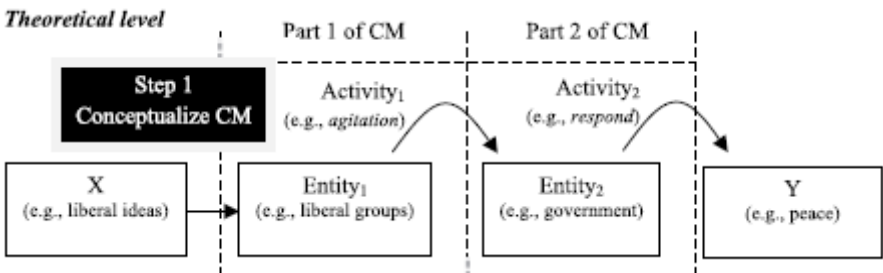 Theoretical level
Part 1 of CM
Part 2 of CM
Step 1
Conceptualize CM
Activity₁
(e.g., agitation)
Activity₂
(e.g., respond)
X
(e.g., liberal ideas)
Entity₁
(e.g., liberal groups)
Entity₂
(e.g., government)
Y
(e.g., peace)